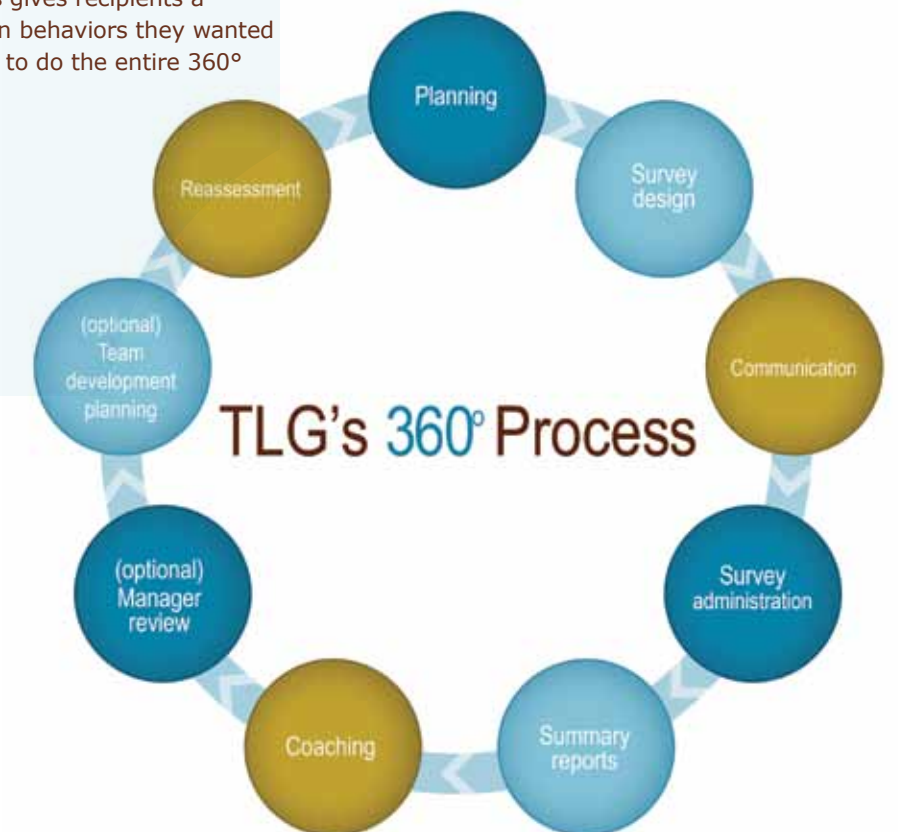 gives recipients a
n behaviors they wanted
to do the entire 360°
Planning
Survey
design
Communication
Survey
administration
Summary
reports
Coaching
(optional)
Manager
review
(optional)
Team
development
planning
Reassessment
TLG's 360° Process